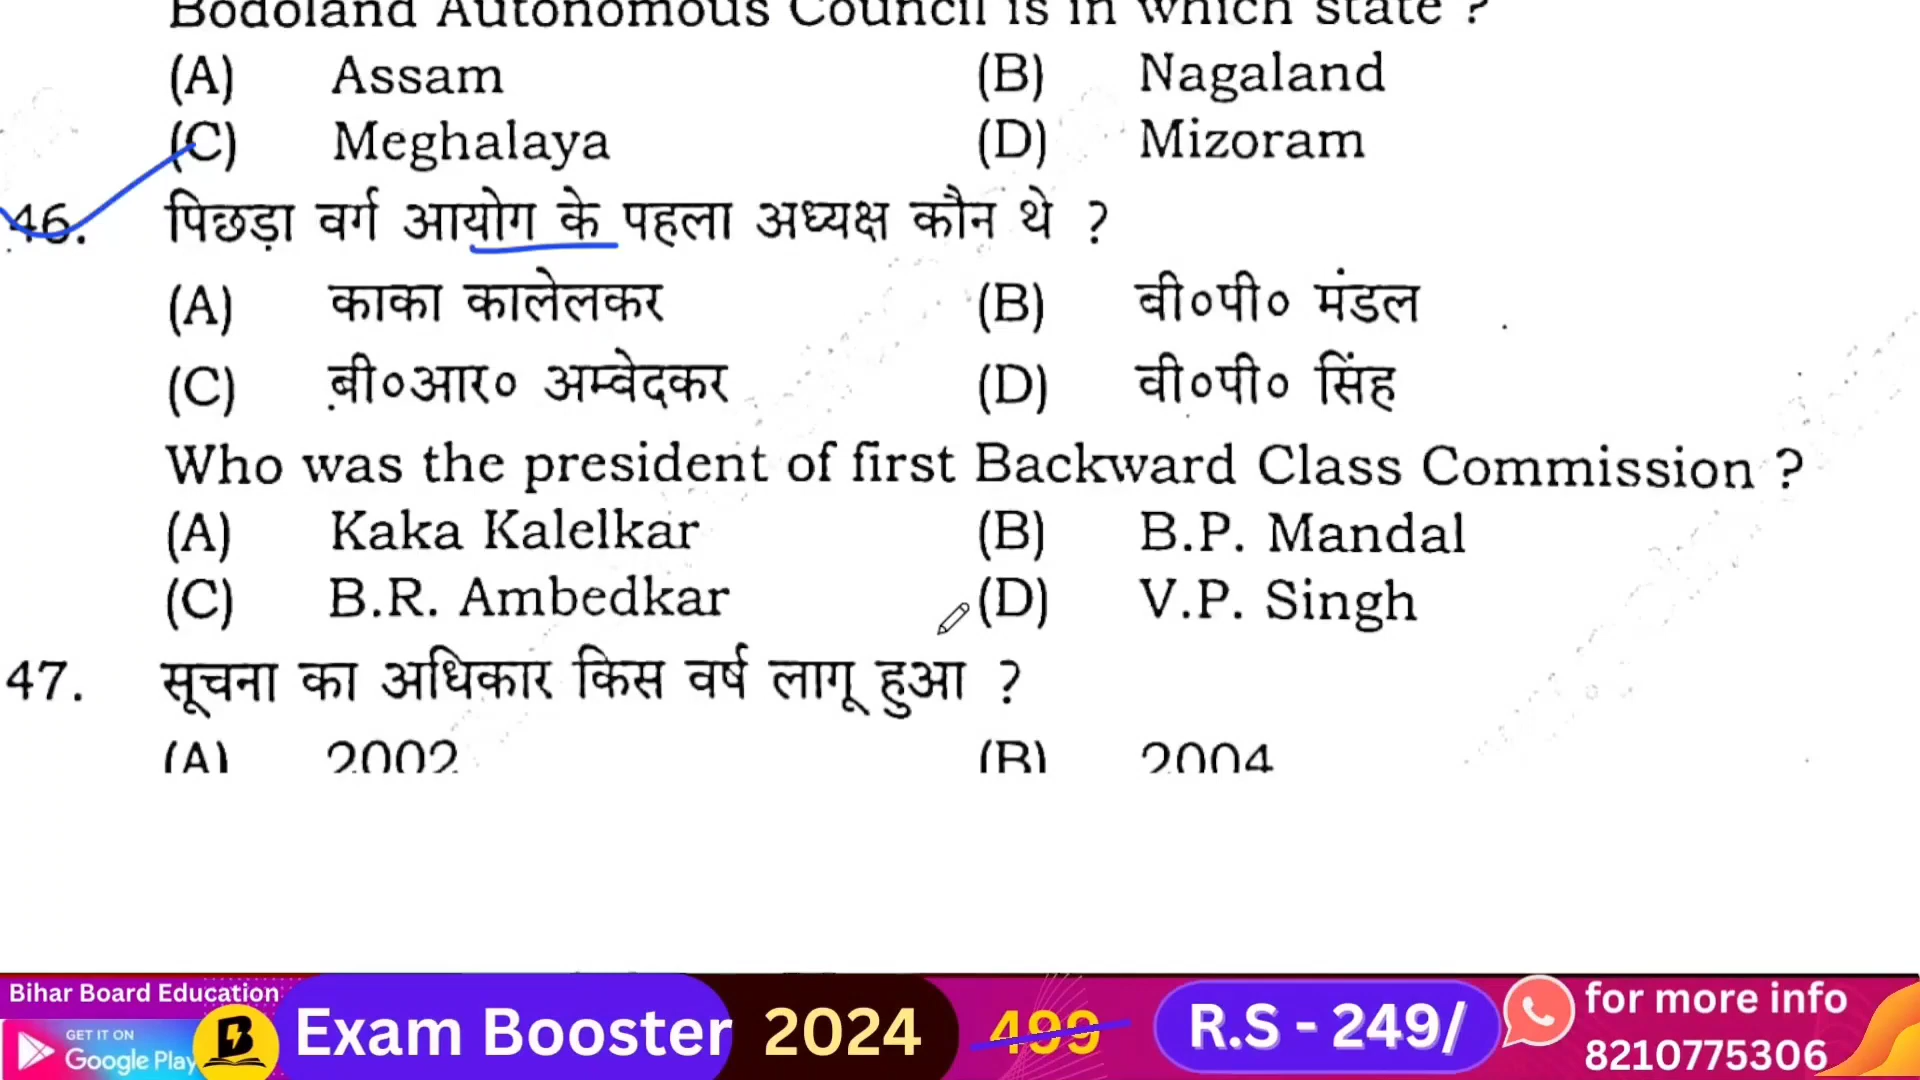 Bodoland Autonomous Council is in which state ?
(A) Assam (B) Nagaland
(C) Meghalaya (D) Mizoram
46. पिछड़ा वर्ग आयोग के पहला अध्यक्ष कौन थे ?
(A) काका कालेलकर (B) बी०पी० मंडल
(C) बी०आर० अम्बेदकर (D) वी०पी० सिंह
Who was the president of first Backward Class Commission ?
(A) Kaka Kalelkar (B) B.P. Mandal
(C) B.R. Ambedkar (D) V.P. Singh
47. सूचना का अधिकार किस वर्ष लागू हुआ ?
(A) 2002 (B) 2004
Bihar Board Education
GET IT ON
Google Play
B
Exam Booster 2024 499 R.S - 249/
for more info
8210775306